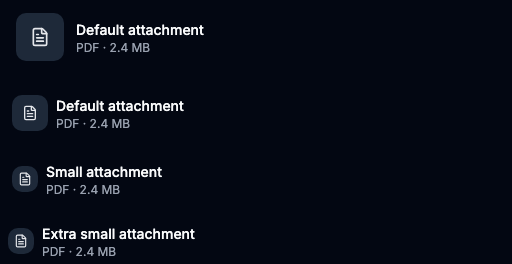 Default attachment
PDF · 2.4 MB
Default attachment
PDF · 2.4 MB
Small attachment
PDF · 2.4 MB
Extra small attachment
PDF · 2.4 MB